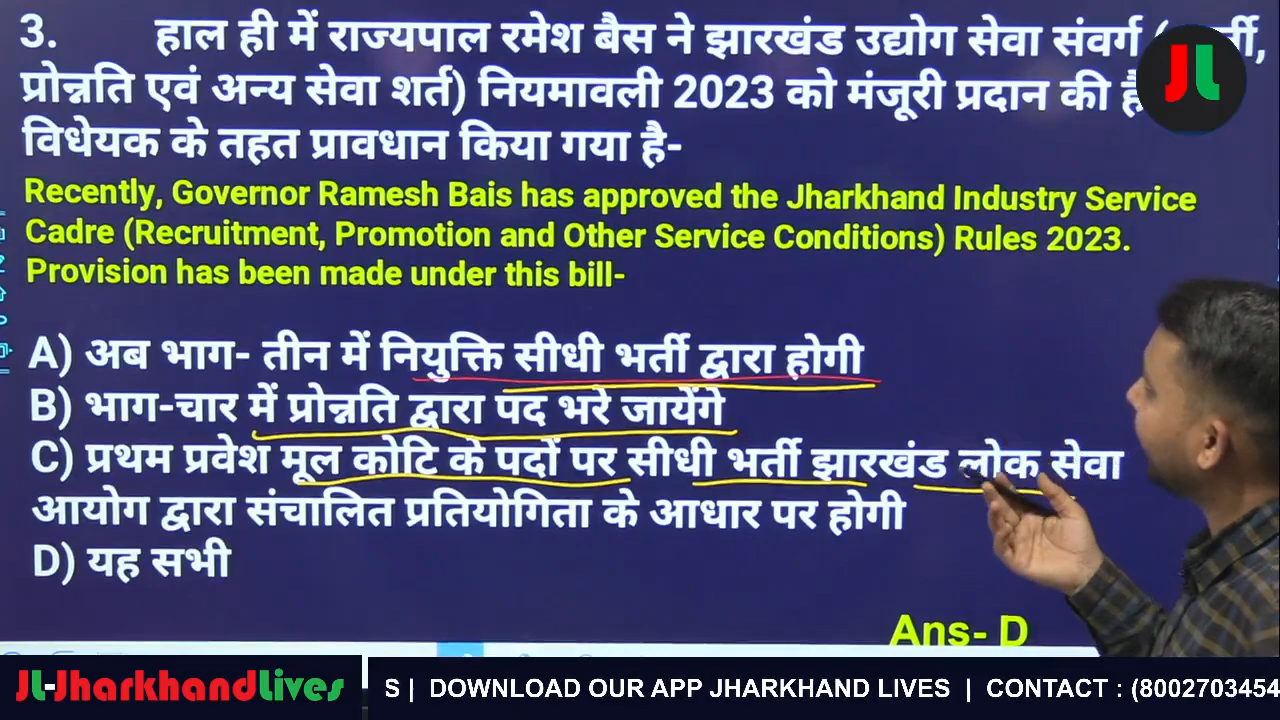 3. हाल ही में राज्यपाल रमेश बैस ने झारखंड उद्योग सेवा संवर्ग
प्रोन्नति एवं अन्य सेवा शर्त) नियमावली 2023 को मंजूरी प्रदान की
विधेयक के तहत प्रावधान किया गया है-
Recently, Governor Ramesh Bais has approved the Jharkhand Industry Service
Cadre (Recruitment, Promotion and Other Service Conditions) Rules 2023.
Provision has been made under this bill-
A) अब भाग- तीन में नियुक्ति सीधी भर्ती द्वारा होगी
B) भाग-चार में प्रोन्नति द्वारा पद भरे जायेंगे
C) प्रथम प्रवेश मूल कोटि के पदों पर सीधी भर्ती झारखंड लोक सेवा
आयोग द्वारा संचालित प्रतियोगिता के आधार पर होगी
D) यह सभी
Ans- D
JL
JL-JharkhandLives
S | DOWNLOAD OUR APP JHARKHAND LIVES | CONTACT : (8002703454